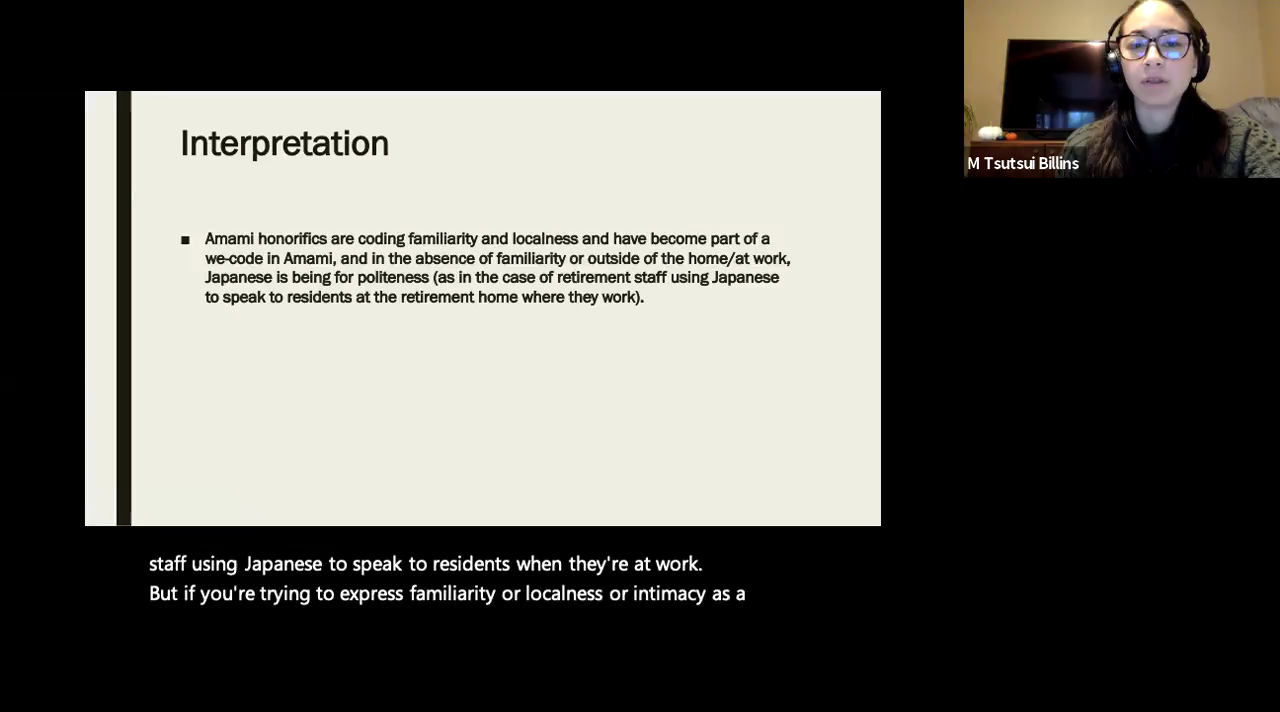 Interpretation
■ Amami honorifics are coding familiarity and localness and have become part of a
we-code in Amami, and in the absence of familiarity or outside of the home/at work,
Japanese is being for politeness (as in the case of retirement staff using Japanese
to speak to residents at the retirement home where they work).
M Tsutsui Billins
staff using Japanese to speak to residents when they're at work.
But if you're trying to express familiarity or localness or intimacy as a